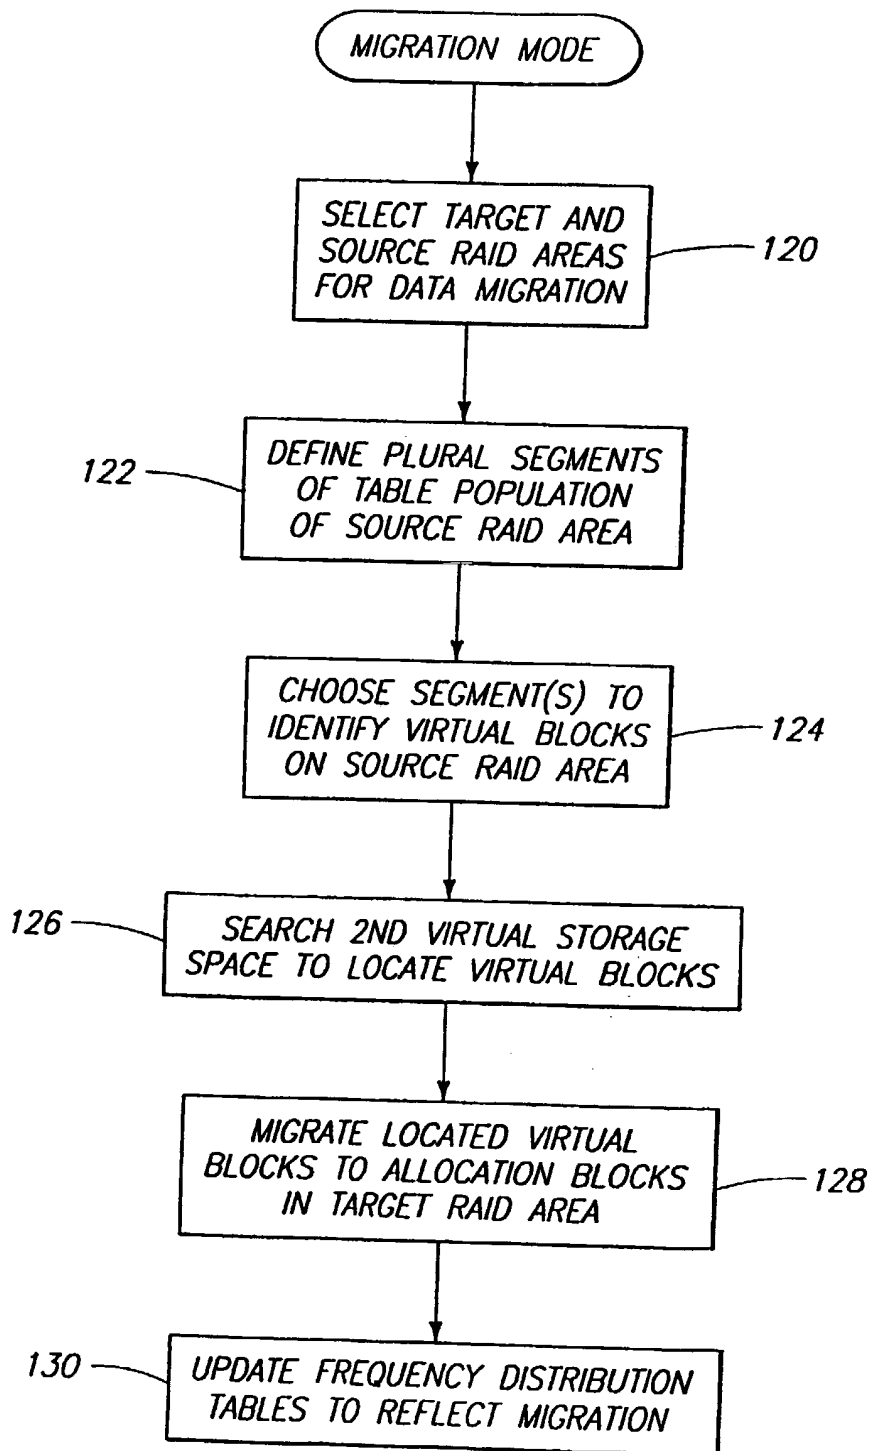 MIGRATION MODE
SELECT TARGET AND
SOURCE RAID AREAS
FOR DATA MIGRATION
120
DEFINE PLURAL SEGMENTS
OF TABLE POPULATION
OF SOURCE RAID AREA
122
CHOOSE SEGMENT(S) TO
IDENTIFY VIRTUAL BLOCKS
ON SOURCE RAID AREA
124
126
SEARCH 2ND VIRTUAL STORAGE
SPACE TO LOCATE VIRTUAL BLOCKS
MIGRATE LOCATED VIRTUAL
BLOCKS TO ALLOCATION BLOCKS
IN TARGET RAID AREA
128
130
UPDATE FREQUENCY DISTRIBUTION
TABLES TO REFLECT MIGRATION